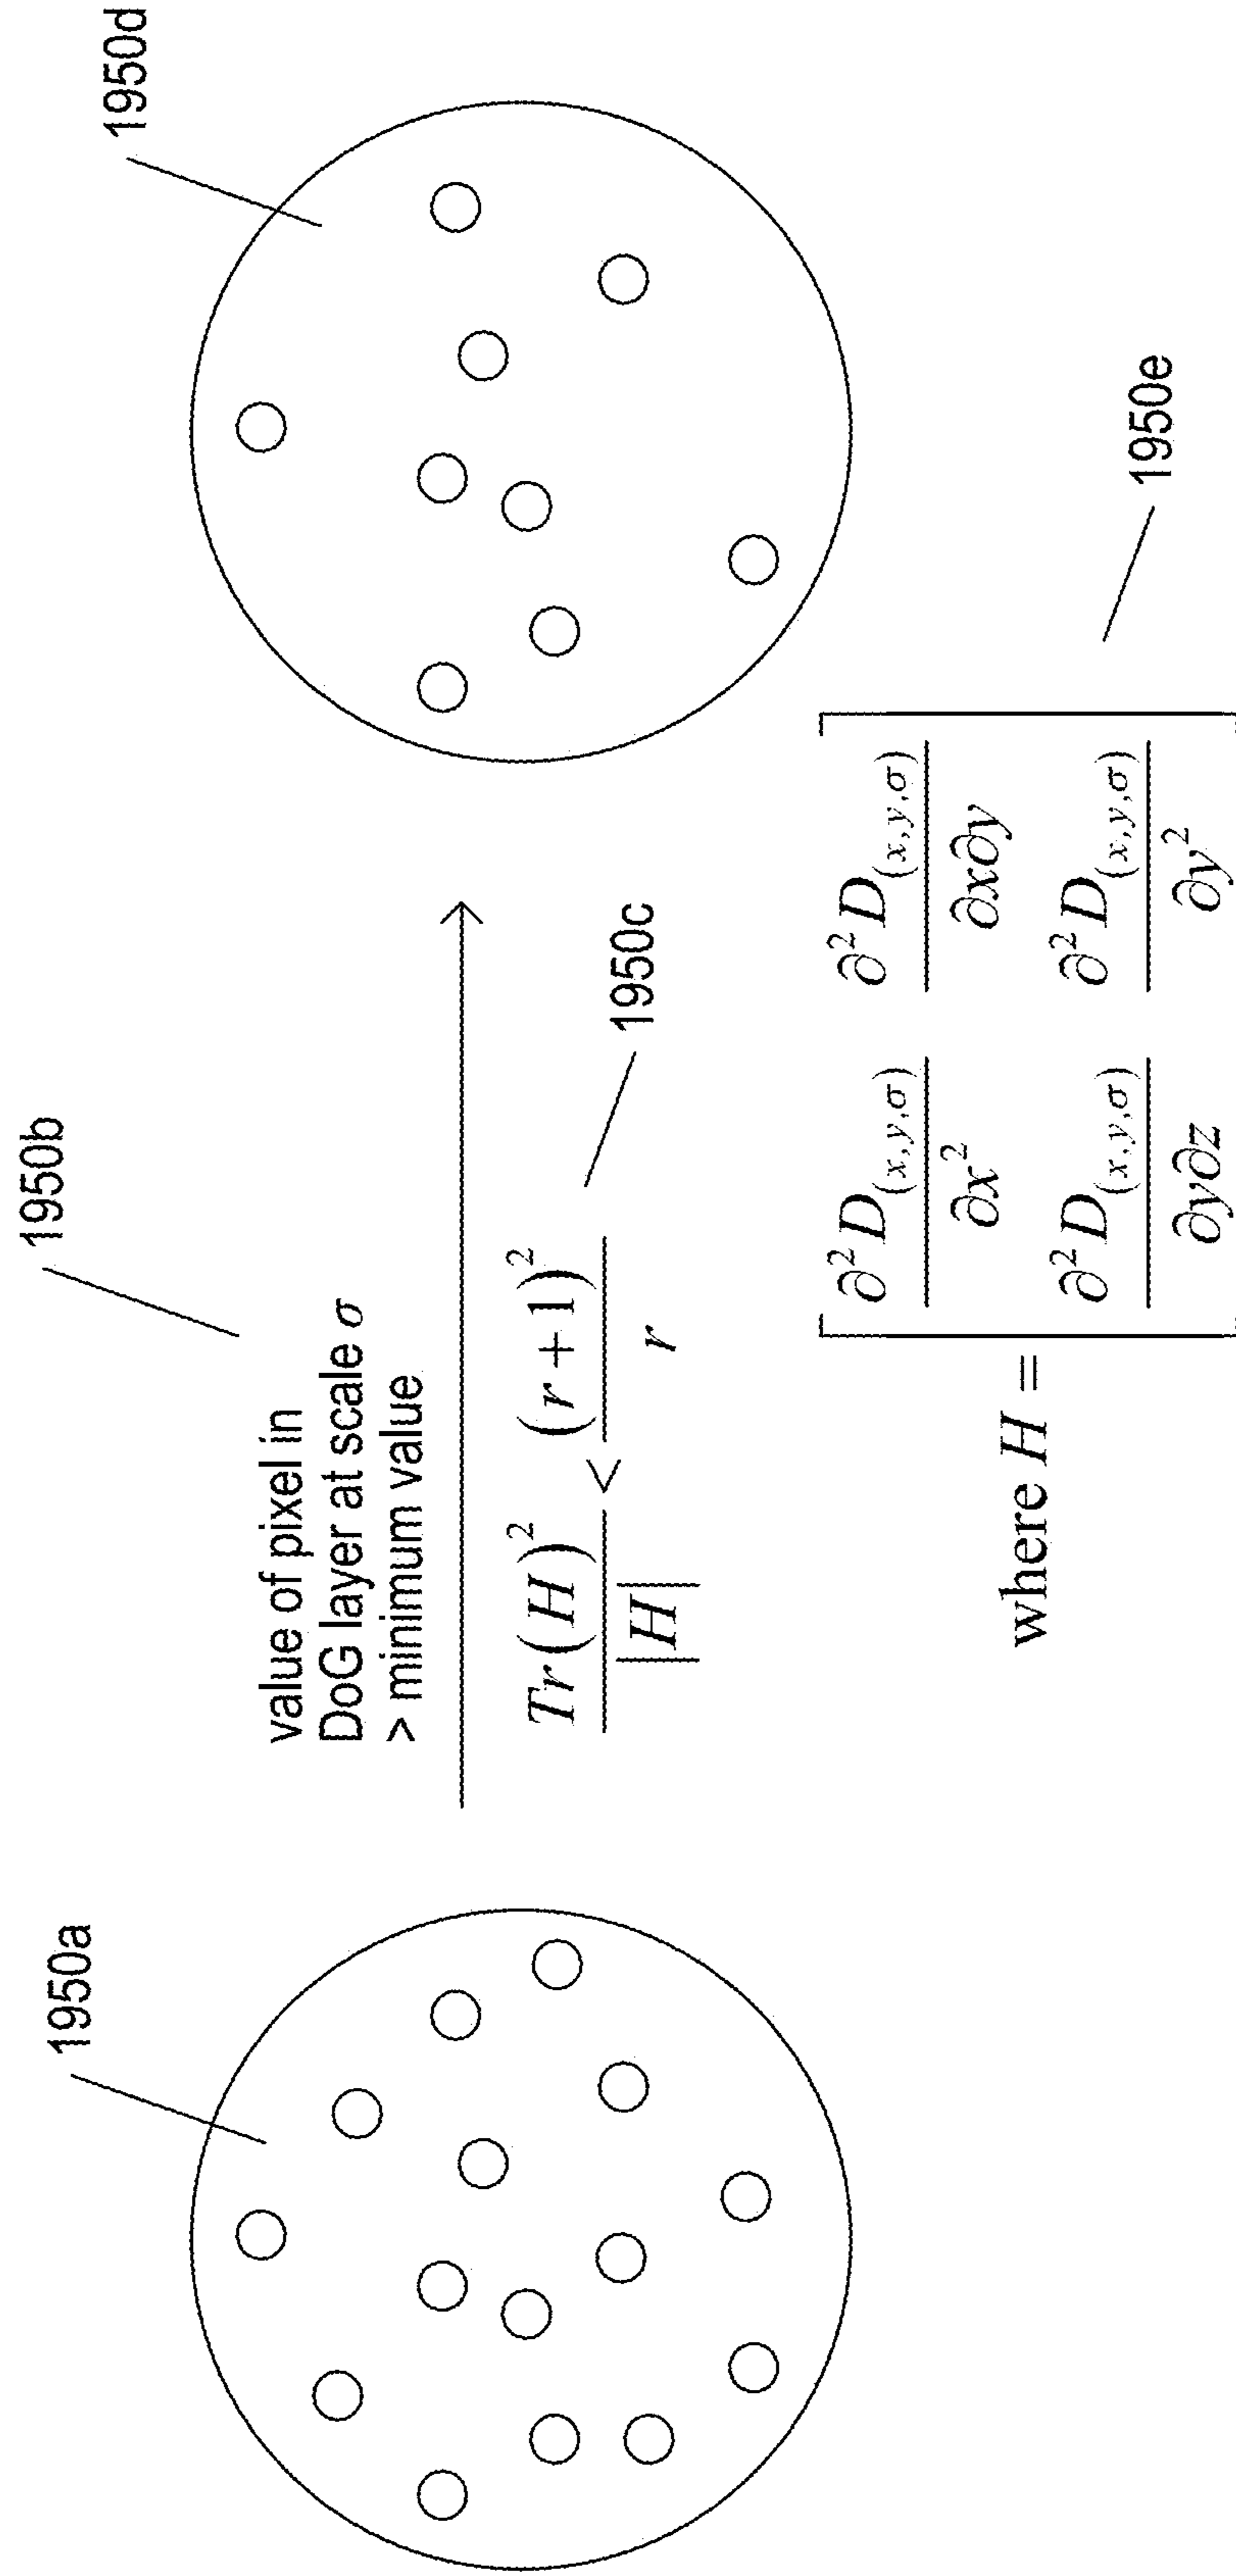 1950a
1950b
1950d
value of pixel in
DoG layer at scale σ
> minimum value
Tr(H)² / |H| < (r+1)² / r
1950c
where H = [ ∂²D(x,y,σ) / ∂x² ∂²D(x,y,σ) / ∂x∂y
∂²D(x,y,σ) / ∂y∂z ∂²D(x,y,σ) / ∂y² ]
1950e